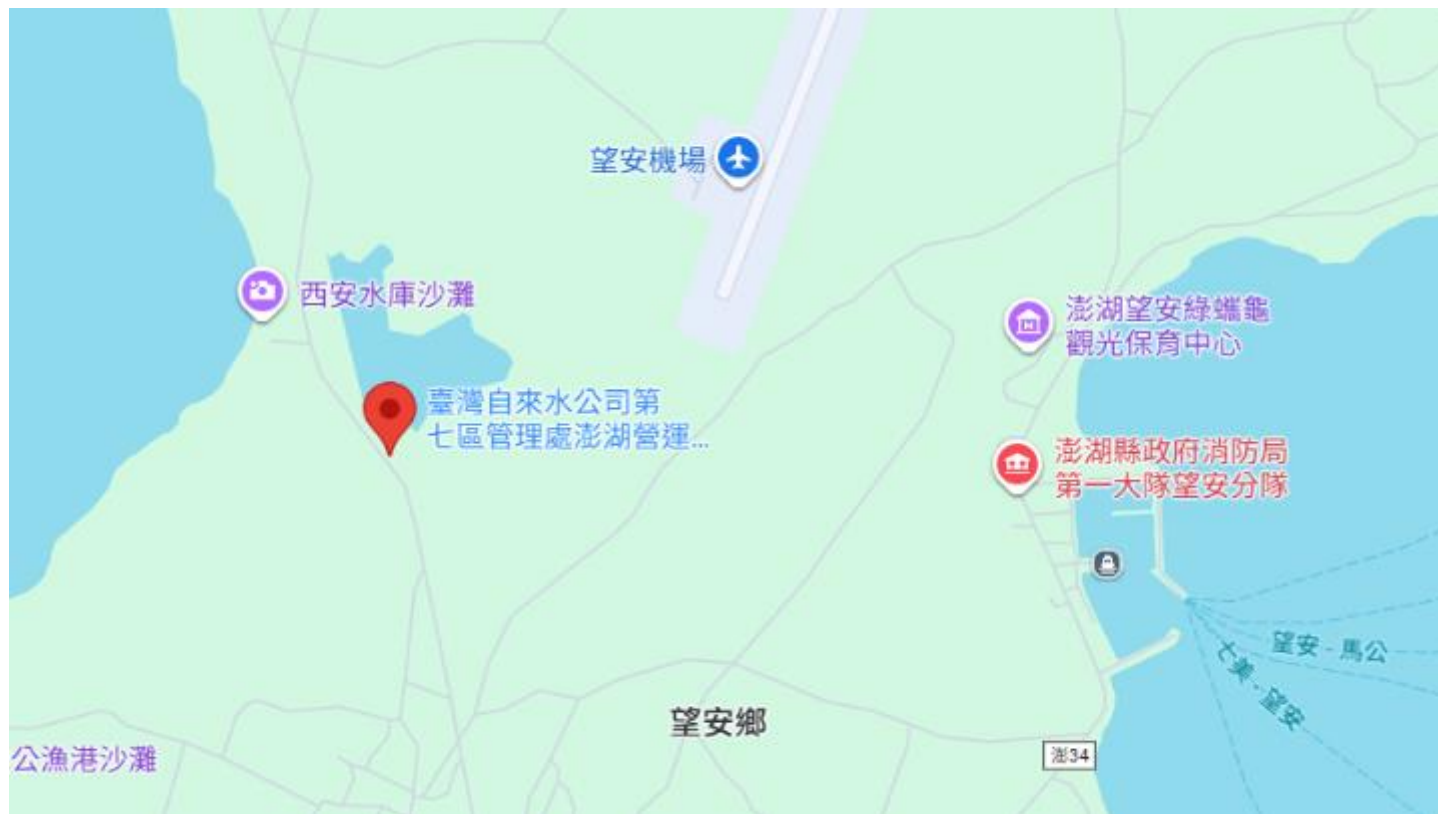 望安機場
西安水庫沙灘
澎湖望安綠蠵龜
觀光保育中心
臺灣自來水公司第
七區管理處澎湖營運...
澎湖縣政府消防局
第一大隊望安分隊
望安 - 馬公
七美 - 望安
望安鄉
公漁港沙灘
澎34